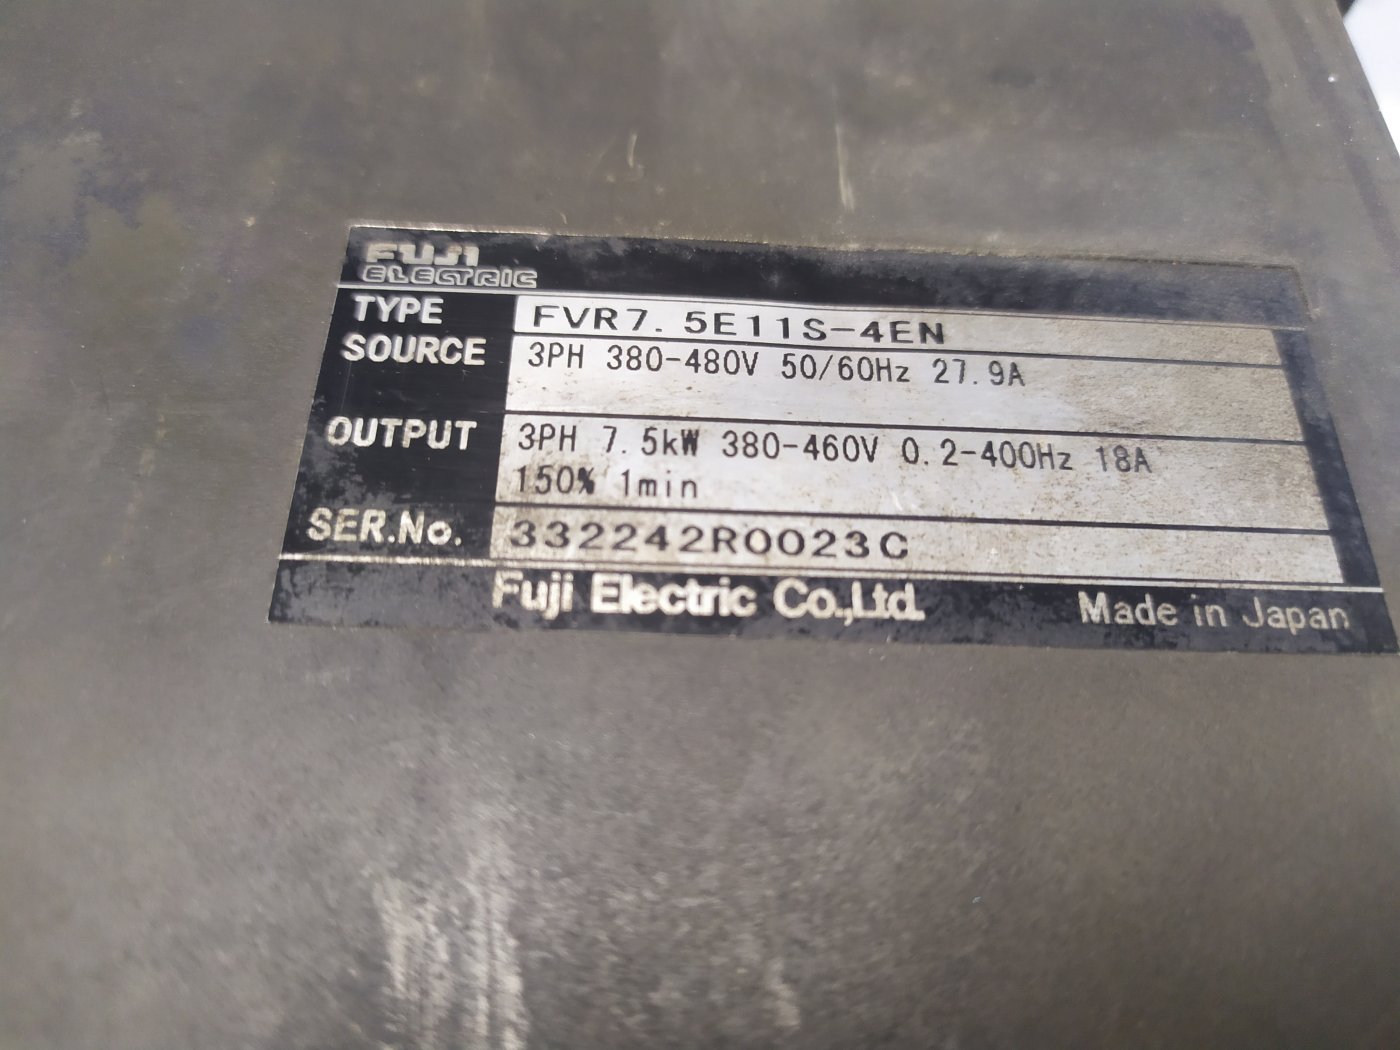 FUJI
ELECTRIC
TYPE FVR7.5E11S-4EN
SOURCE 3PH 380-480V 50/60Hz 27.9A
OUTPUT 3PH 7.5kW 380-460V 0.2-400Hz 18A
150% 1min
SER.No. 332242R0023C
Fuji Electric Co.,Ltd. Made in Japan